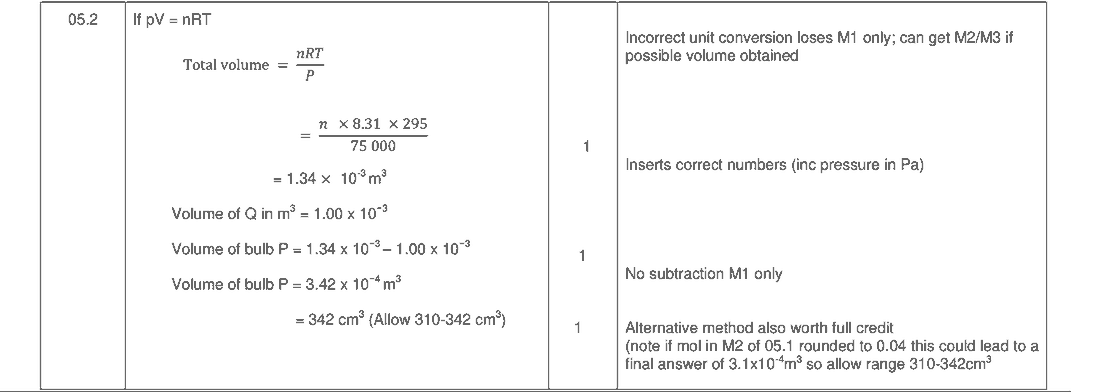 05.2
If pV = nRT
Total volume = nRT / P
= n × 8.31 × 295 / 75 000
= 1.34 × 10⁻³ m³
Volume of Q in m³ = 1.00 x 10⁻³
Volume of bulb P = 1.34 x 10⁻³ – 1.00 x 10⁻³
Volume of bulb P = 3.42 x 10⁻⁴ m³
= 342 cm³ (Allow 310-342 cm³)
1
1
1
Incorrect unit conversion loses M1 only; can get M2/M3 if
possible volume obtained
Inserts correct numbers (inc pressure in Pa)
No subtraction M1 only
Alternative method also worth full credit
(note if mol in M2 of 05.1 rounded to 0.04 this could lead to a
final answer of 3.1x10⁻⁴m³ so allow range 310-342cm³